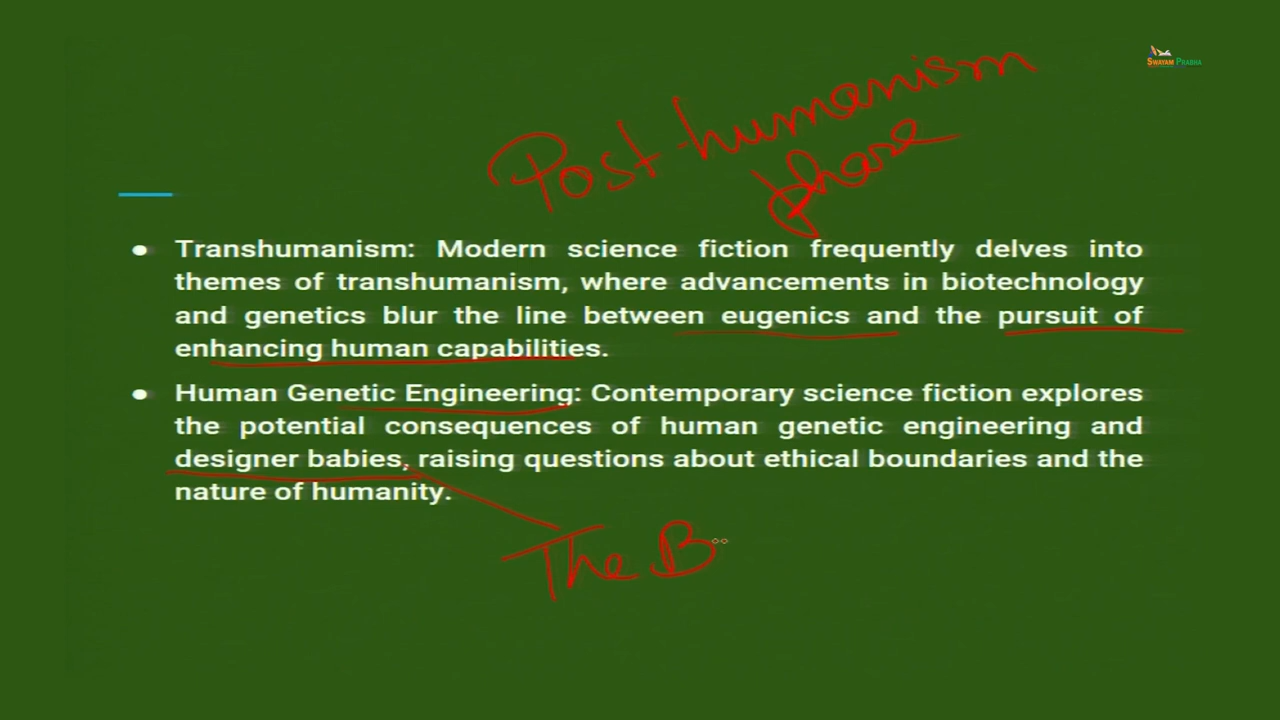 SWAYAM PRABHA
Post-humanism
phase
● Transhumanism: Modern science fiction frequently delves into
themes of transhumanism, where advancements in biotechnology
and genetics blur the line between eugenics and the pursuit of
enhancing human capabilities.
● Human Genetic Engineering: Contemporary science fiction explores
the potential consequences of human genetic engineering and
designer babies, raising questions about ethical boundaries and the
nature of humanity.
The B